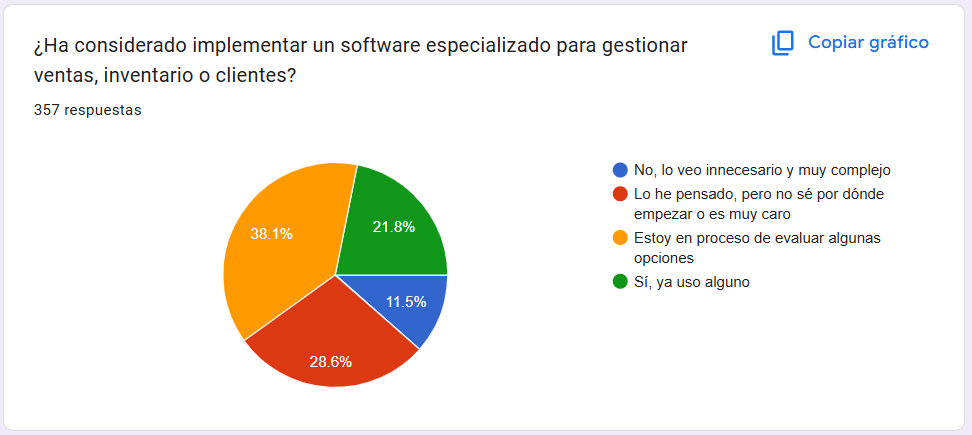 ¿Ha considerado implementar un software especializado para gestionar
ventas, inventario o clientes?
Copiar gráfico
357 respuestas
38.1%
21.8%
11.5%
28.6%
No, lo veo innecesario y muy complejo
Lo he pensado, pero no sé por dónde
empezar o es muy caro
Estoy en proceso de evaluar algunas
opciones
Sí, ya uso alguno